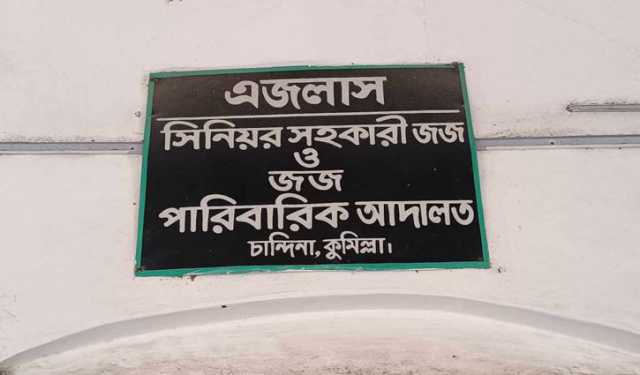 এজলাস
সিনিয়র সহকারী জজ
ও
জজ
পারিবারিক আদালত
চান্দিনা, কুমিল্লা।